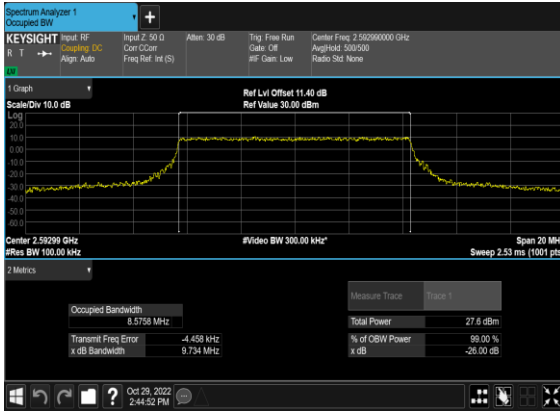 Spectrum Analyzer 1
Occupied BW
+
KEYSIGHT Input: RF Input Z: 50 Ω Atten: 30 dB Trig: Free Run Center Freq: 2.592990000 GHz
R T Coupling: DC Corr CCorr Gate: Off Avg|Hold: 500/500
Align: Auto Freq Ref: Int (S) #IF Gain: Low Radio Std: None
1 Graph
Ref Lvl Offset 11.40 dB
Scale/Div 10.0 dB Ref Value 30.00 dBm
Log
20.0
10.0
0.00
-10.0
-20.0
-30.0
-40.0
-50.0
-60.0
Center 2.59299 GHz #Video BW 300.00 kHz* Span 20 MH
#Res BW 100.00 kHz Sweep 2.53 ms (1001 pts
2 Metrics
Measure Trace Trace 1
Occupied Bandwidth
8.5758 MHz Total Power 27.6 dBm
Transmit Freq Error -4.458 kHz % of OBW Power 99.00 %
x dB Bandwidth 9.734 MHz x dB -26.00 dB
? Oct 29, 2022
2:44:52 PM